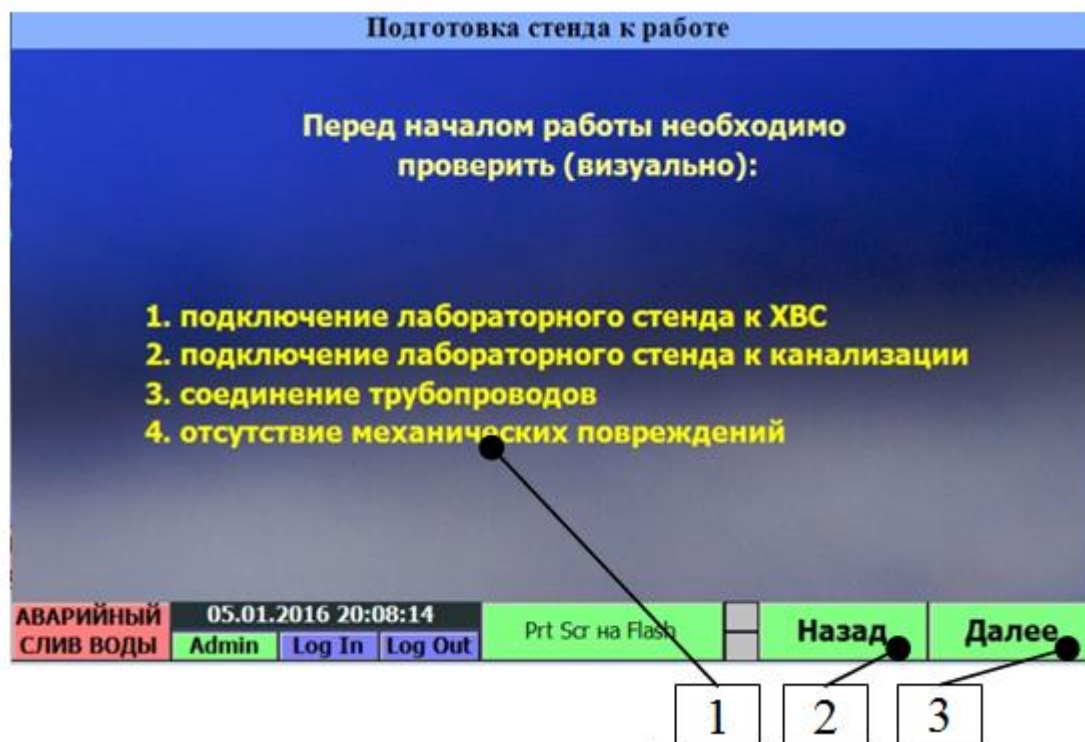 Подготовка стенда к работе
Перед началом работы необходимо
проверить (визуально):
1. подключение лабораторного стенда к ХВС
2. подключение лабораторного стенда к канализации
3. соединение трубопроводов
4. отсутствие механических повреждений
АВАРИЙНЫЙ
СЛИВ ВОДЫ
05.01.2016 20:08:14
Admin Log In Log Out
Prt Scr на Flash
Назад
Далее
1 2 3